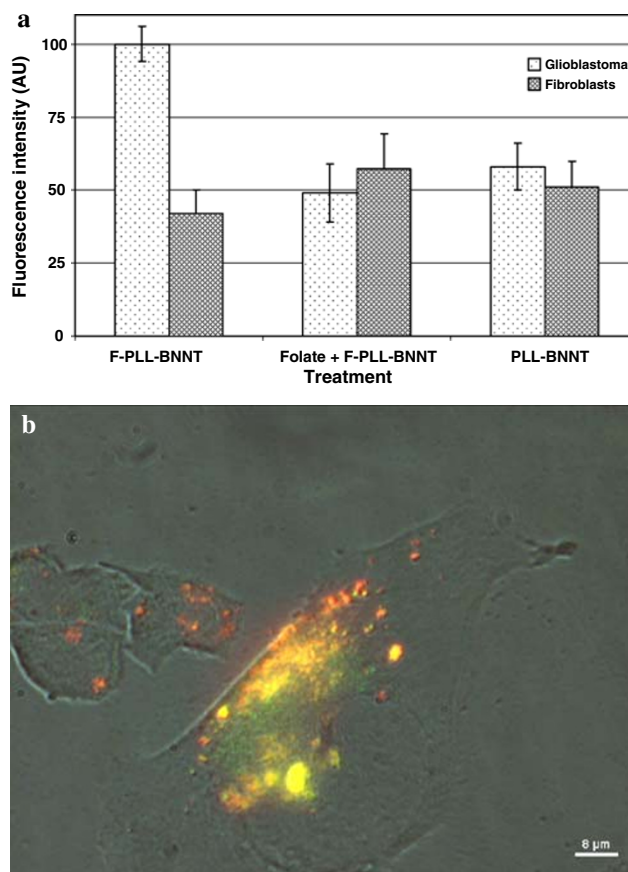 a
Fluorescence intensity (AU)
100
75
50
25
0
Glioblastoma
Fibroblasts
F-PLL-BNNT
Folate + F-PLL-BNNT
PLL-BNNT
Treatment
b
8 µm